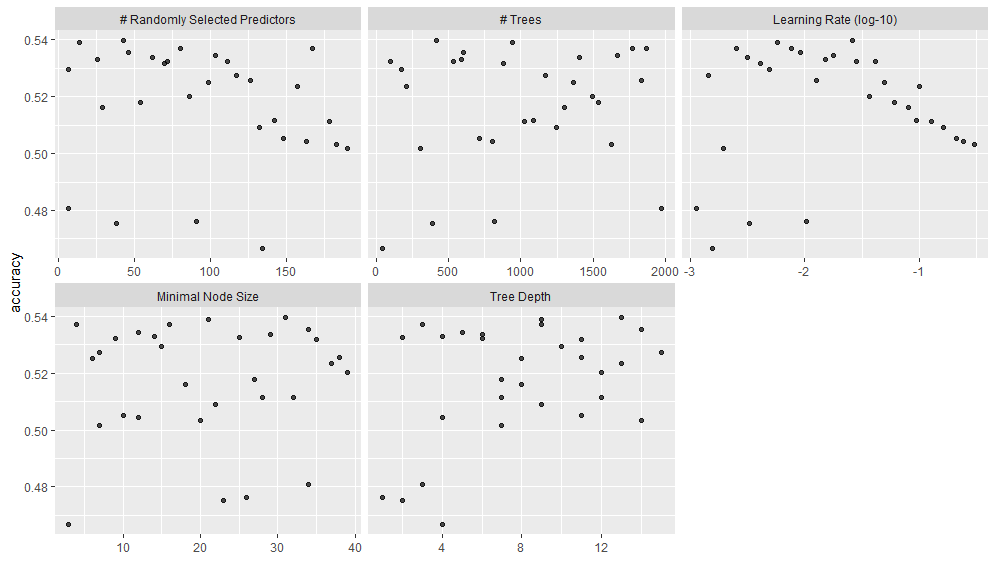 # Randomly Selected Predictors
# Trees
Learning Rate (log-10)
0.54
0.52
0.50
0.48
0 50 100 150
0 500 1000 1500 2000
-3 -2 -1
accuracy
Minimal Node Size
Tree Depth
0.54
0.52
0.50
0.48
10 20 30 40
4 8 12